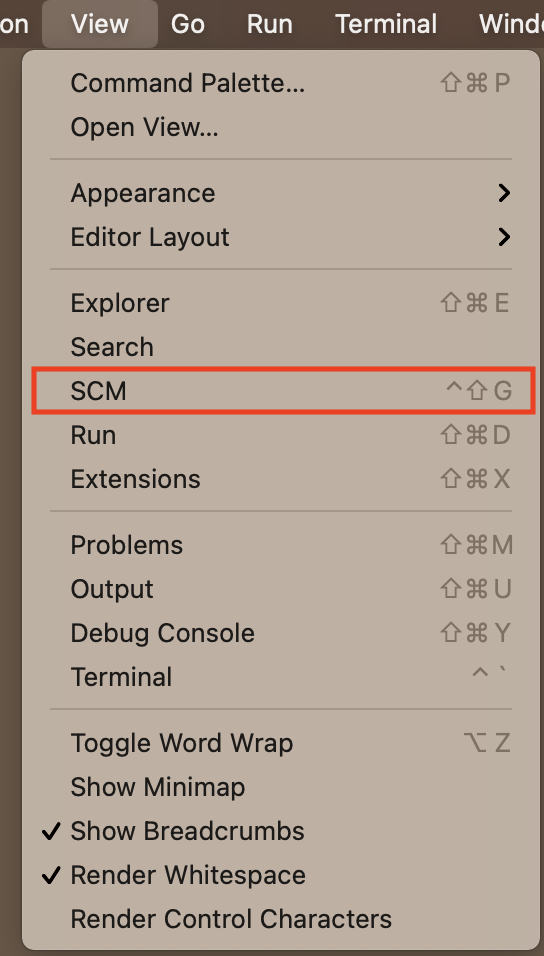 on View Go Run Terminal Windo
Command Palette... ⇧⌘P
Open View...
Appearance
Editor Layout
Explorer ⇧⌘E
Search
SCM ^⇧G
Run ⇧⌘D
Extensions ⇧⌘X
Problems ⇧⌘M
Output ⇧⌘U
Debug Console ⇧⌘Y
Terminal ^`
Toggle Word Wrap ⌥Z
Show Minimap
✓ Show Breadcrumbs
✓ Render Whitespace
Render Control Characters